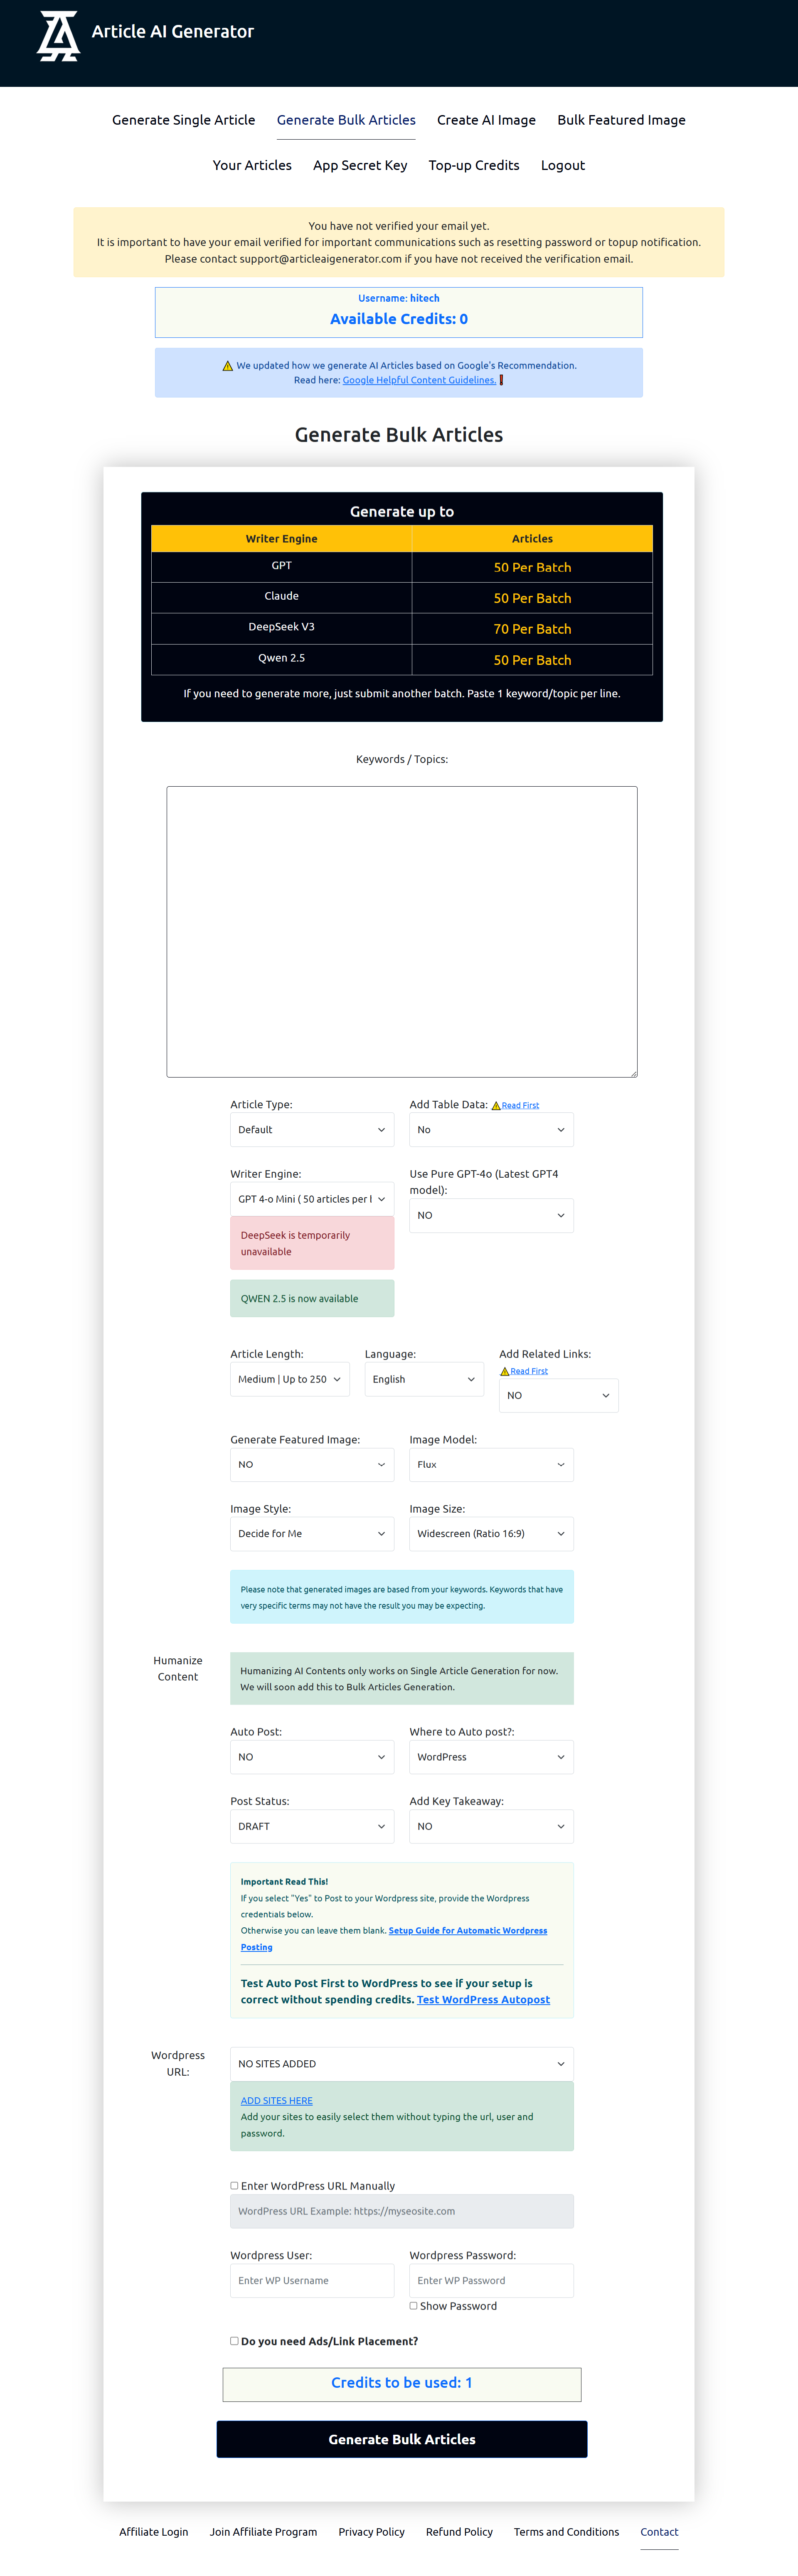 Article AI Generator
Generate Single Article Generate Bulk Articles Create AI Image Bulk Featured Image
Your Articles App Secret Key Top-up Credits Logout
You have not verified your email yet.
It is important to have your email verified for important communications such as resetting password or topup notification.
Please contact support@articleaigenerator.com if you have not received the verification email.
Username: hitech
Available Credits: 0
We updated how we generate AI Articles based on Google's Recommendation.
Read here: Google Helpful Content Guidelines.
Generate Bulk Articles
Generate up to
Writer Engine Articles
GPT 50 Per Batch
Claude 50 Per Batch
DeepSeek V3 70 Per Batch
Qwen 2.5 50 Per Batch
If you need to generate more, just submit another batch. Paste 1 keyword/topic per line.
Keywords / Topics:
Article Type: Add Table Data: Read First
Default No
Writer Engine: Use Pure GPT-4o (Latest GPT4
model):
GPT 4-o Mini ( 50 articles per l NO
DeepSeek is temporarily
unavailable
QWEN 2.5 is now available
Article Length: Language: Add Related Links:
Read First
Medium | Up to 250 English NO
Generate Featured Image: Image Model:
NO Flux
Image Style: Image Size:
Decide for Me Widescreen (Ratio 16:9)
Please note that generated images are based from your keywords. Keywords that have
very specific terms may not have the result you may be expecting.
Humanize
Content
Humanizing AI Contents only works on Single Article Generation for now.
We will soon add this to Bulk Articles Generation.
Auto Post: Where to Auto post?:
NO WordPress
Post Status: Add Key Takeaway:
DRAFT NO
Important Read This!
If you select "Yes" to Post to your Wordpress site, provide the Wordpress
credentials below.
Otherwise you can leave them blank. Setup Guide for Automatic Wordpress
Posting
Test Auto Post First to WordPress to see if your setup is
correct without spending credits. Test WordPress Autopost
Wordpress
URL:
NO SITES ADDED
ADD SITES HERE
Add your sites to easily select them without typing the url, user and
password.
Enter WordPress URL Manually
WordPress URL Example: https://myseosite.com
Wordpress User: Wordpress Password:
Enter WP Username Enter WP Password
Show Password
Do you need Ads/Link Placement?
Credits to be used: 1
Generate Bulk Articles
Affiliate Login Join Affiliate Program Privacy Policy Refund Policy Terms and Conditions Contact